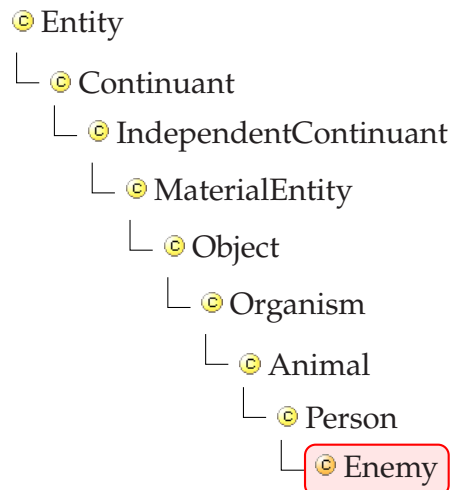 Entity
Continuant
IndependentContinuant
MaterialEntity
Object
Organism
Animal
Person
Enemy